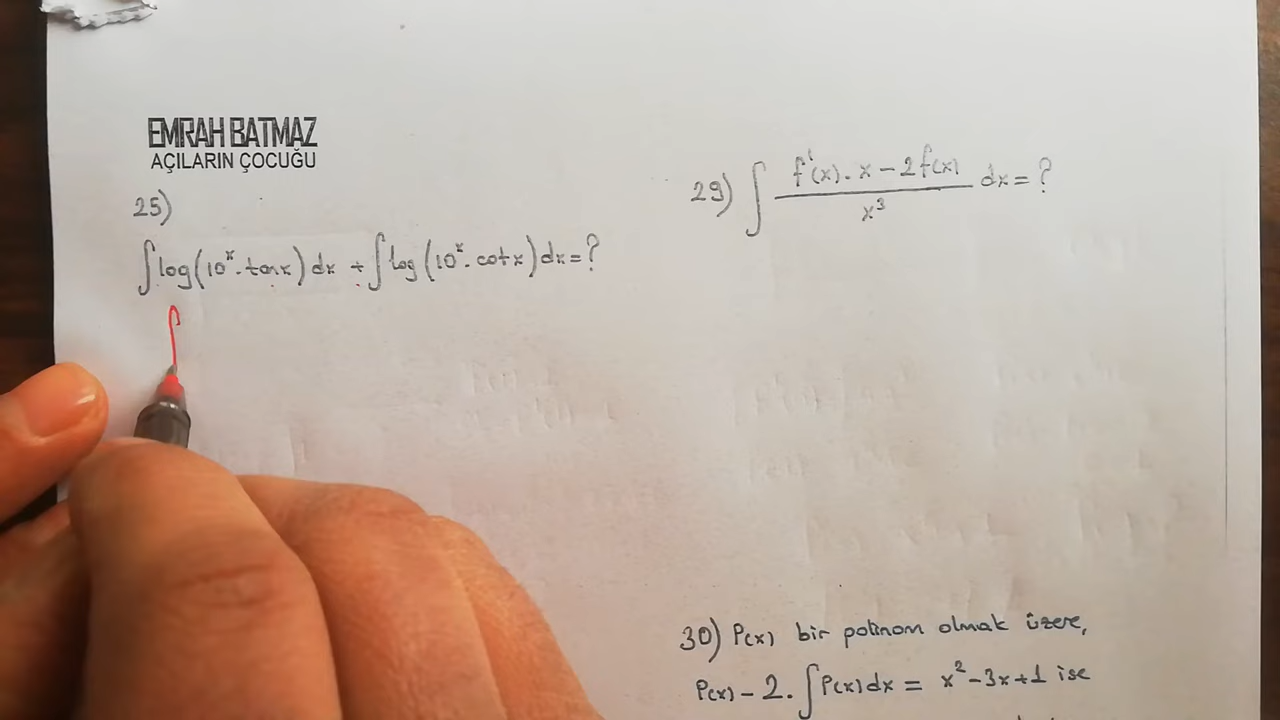 EMRAH BATMAZ
AÇILARIN ÇOCUĞU
25)
∫log(10ˣ.tanx)dx + ∫log(10ˣ.cotx)dx=?
∫
29) ∫ (f'(x).x-2f(x))/x³ dx=?
30) P(x) bir polinom olmak üzere,
P(x)-2.∫P(x)dx = x²-3x+1 ise